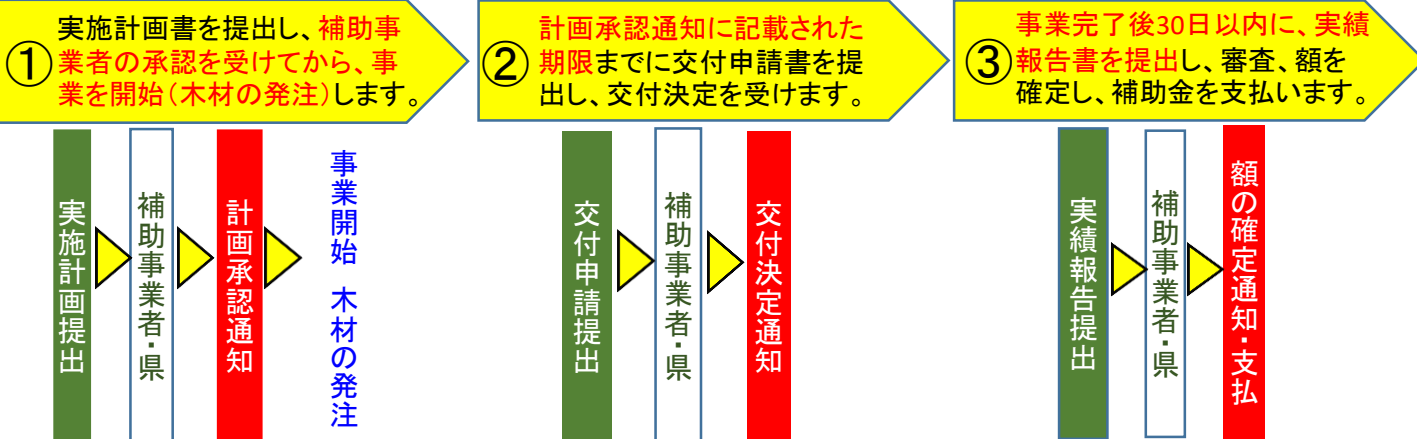 ①
実施計画書を提出し、補助事
業者の承認を受けてから、事
業を開始（木材の発注）します。
②
計画承認通知に記載された
期限までに交付申請書を提
出し、交付決定を受けます。
③
事業完了後30日以内に、実績
報告書を提出し、審査、額を
確定し、補助金を支払います。
実施計画提出
補助事業者・県
計画承認通知
事業開始 木材の発注
交付申請提出
補助事業者・県
交付決定通知
実績報告提出
補助事業者・県
額の確定通知・支払